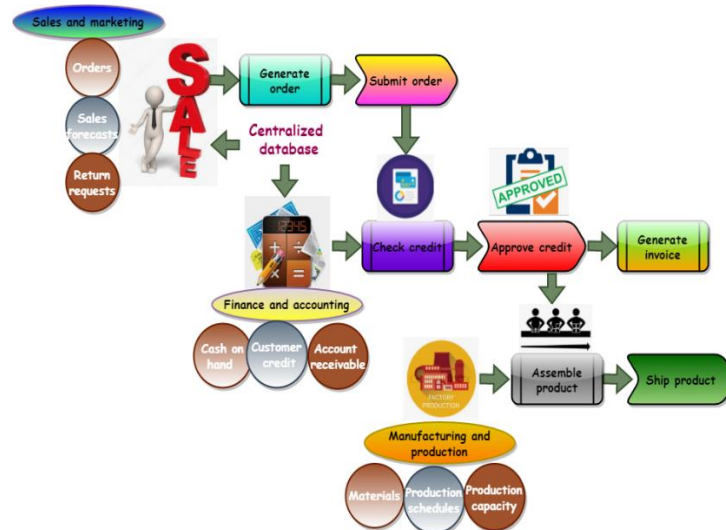 Sales and marketing
Orders
Sales
forecasts
Return
requests
SALE
Generate
order
Submit order
Centralized
database
12345
APPROVED
Check credit
Approve credit
Generate
invoice
Finance and accounting
Cash on
hand
Customer
credit
Account
receivable
FACTORY
PRODUCTION
Assemble
product
Ship product
Manufacturing and
production
Materials
Production
schedules
Production
capacity